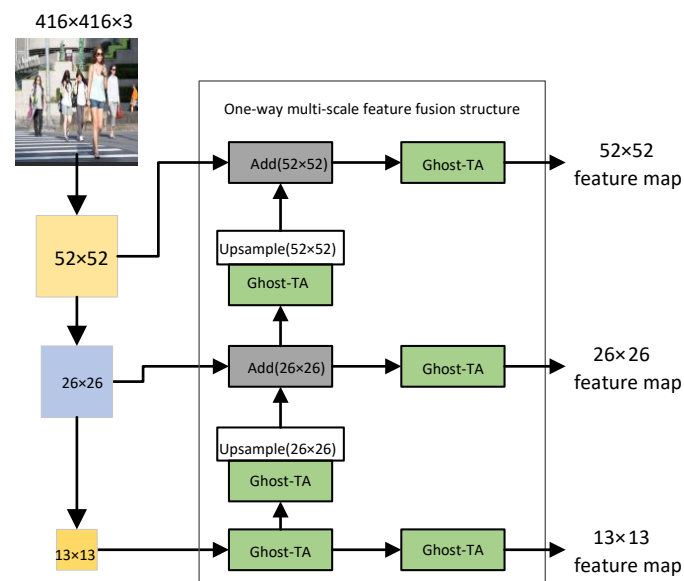 416×416×3
One-way multi-scale feature fusion structure
52×52
Add(52×52)
Ghost-TA
52×52
feature map
Upsample(52×52)
Ghost-TA
26×26
Add(26×26)
Ghost-TA
26×26
feature map
Upsample(26×26)
Ghost-TA
13×13
Ghost-TA
Ghost-TA
13×13
feature map